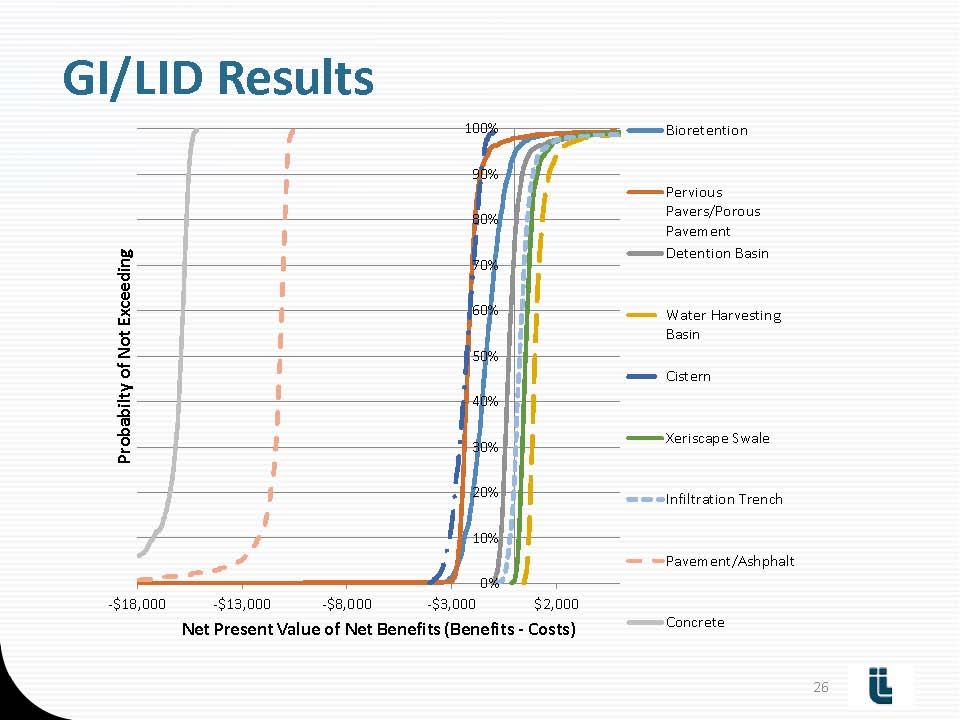 GI/LID Results
100%
90%
80%
70%
60%
50%
40%
30%
20%
10%
0%
Probabilty of Not Exceeding
-$18,000 -$13,000 -$8,000 -$3,000 $2,000
Net Present Value of Net Benefits (Benefits - Costs)
Bioretention
Pervious
Pavers/Porous
Pavement
Detention Basin
Water Harvesting
Basin
Cistern
Xeriscape Swale
Infiltration Trench
Pavement/Ashphalt
Concrete
26